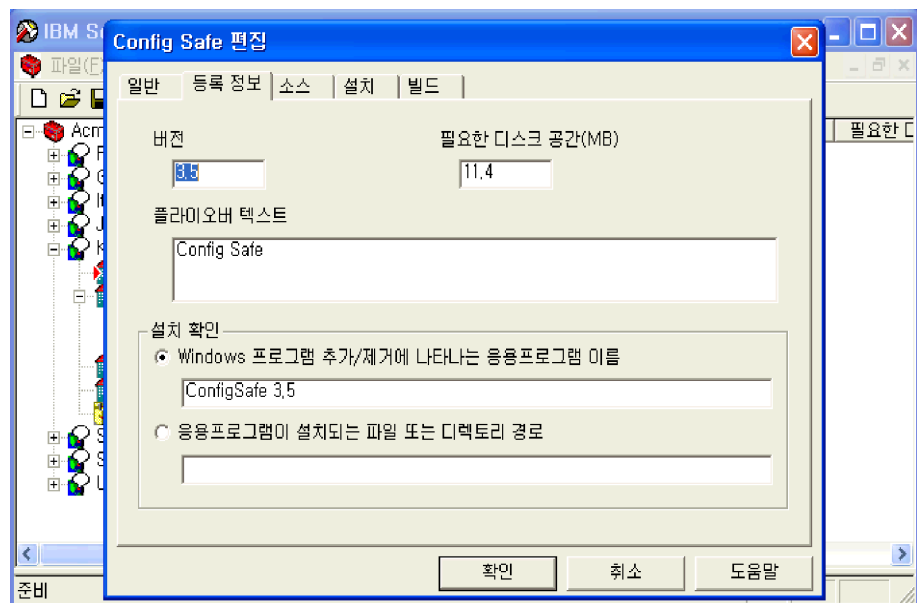 IBM S
Config Safe 편집
파일(F
일반 등록 정보 소스 설치 빌드
Acm
필요한 디
버전 필요한 디스크 공간(MB)
3.5 11.4
플라이오버 텍스트
Config Safe
설치 확인
Windows 프로그램 추가/제거에 나타나는 응용프로그램 이름
ConfigSafe 3.5
응용프로그램이 설치되는 파일 또는 디렉토리 경로
확인 취소 도움말
준비